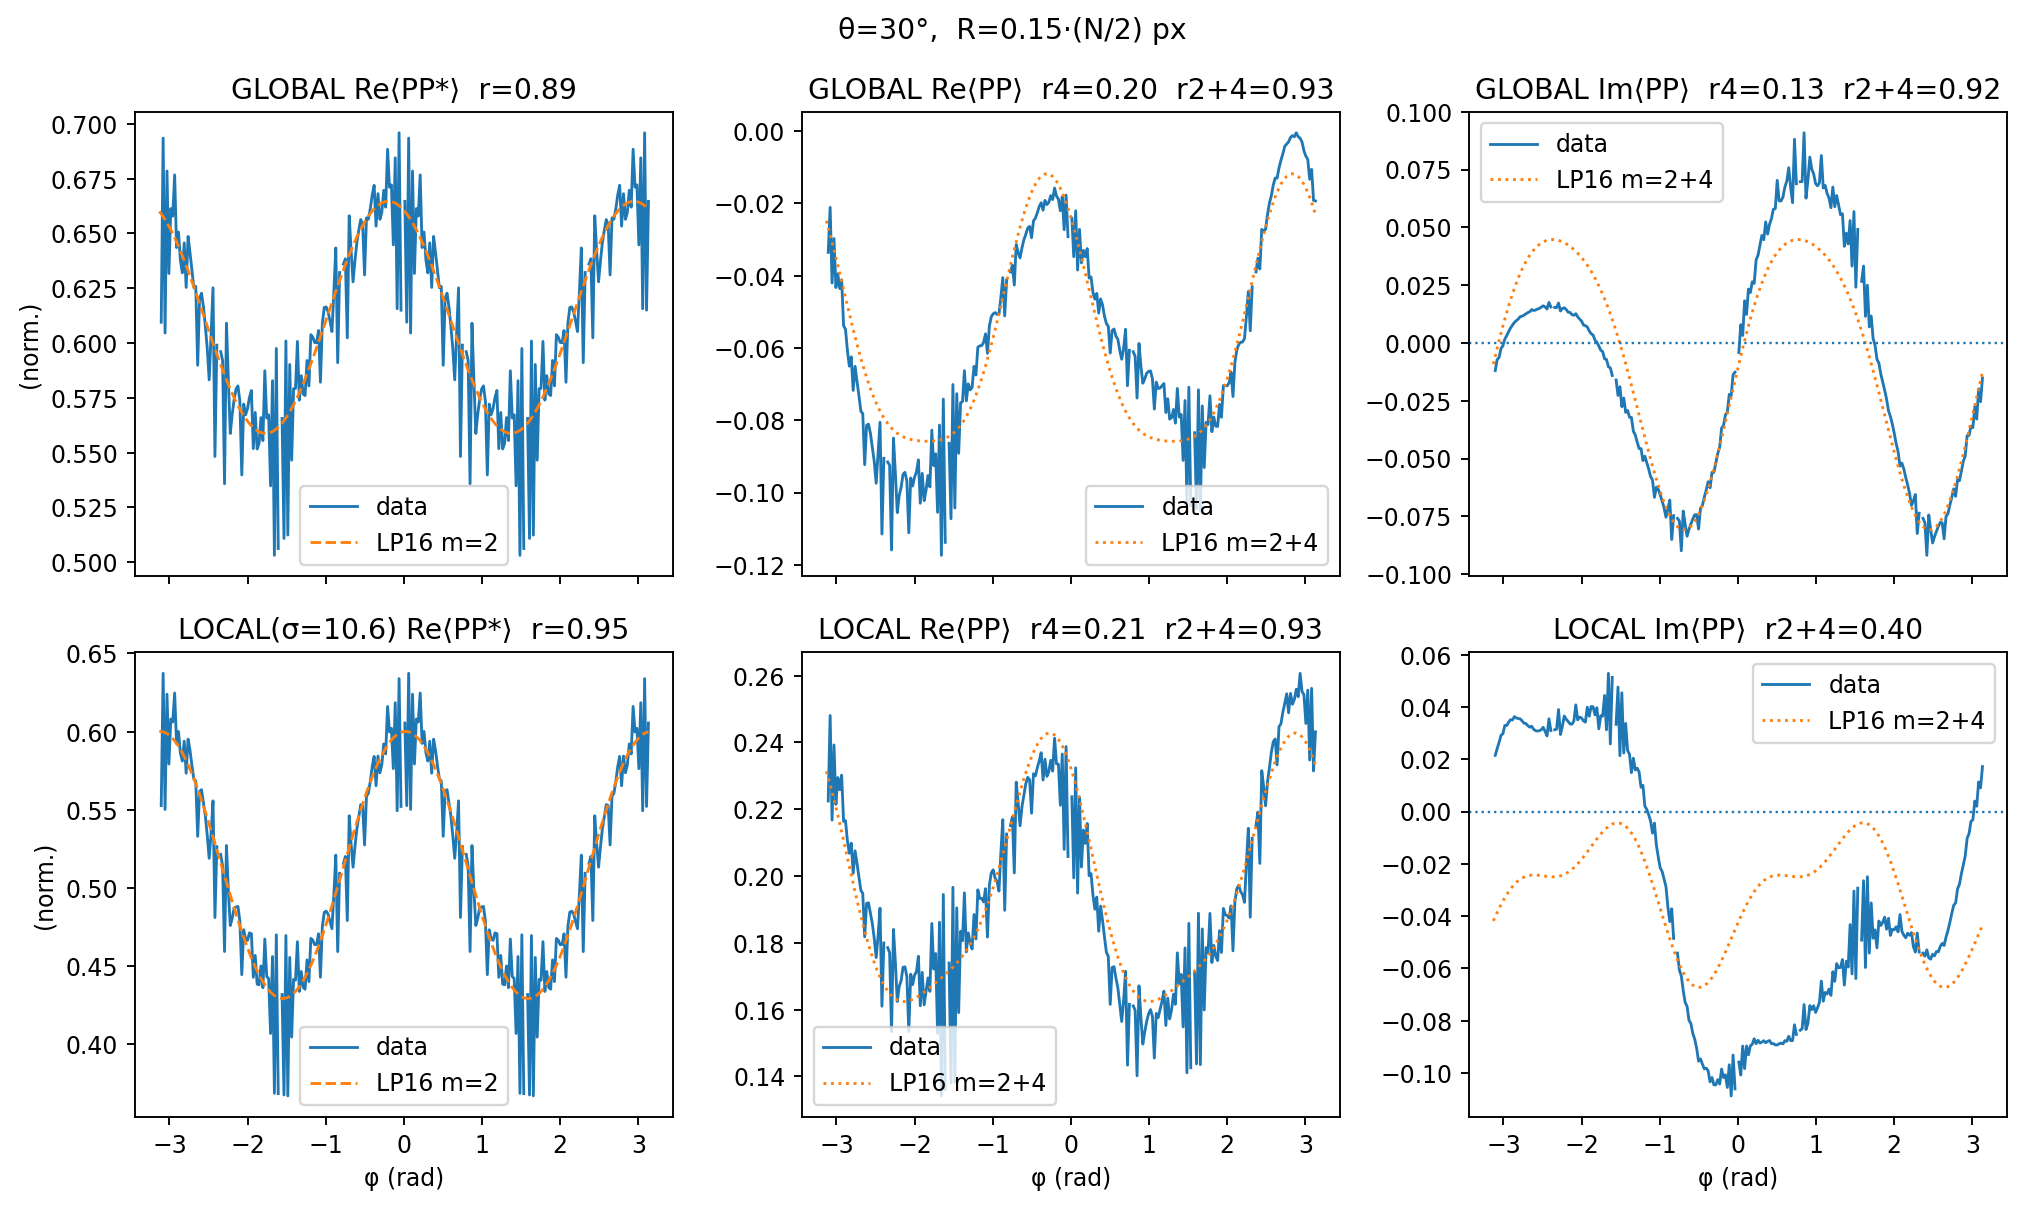 θ=30°,  R=0.15·(N/2) px
GLOBAL Re⟨PP*⟩  r=0.89
GLOBAL Re⟨PP⟩  r4=0.20  r2+4=0.93
GLOBAL Im⟨PP⟩  r4=0.13  r2+4=0.92
(norm.)
0.700
0.675
0.650
0.625
0.600
0.575
0.550
0.525
0.500
data
LP16 m=2
0.00
−0.02
−0.04
−0.06
−0.08
−0.10
−0.12
data
LP16 m=2+4
0.100
0.075
0.050
0.025
0.000
−0.025
−0.050
−0.075
−0.100
data
LP16 m=2+4
LOCAL(σ=10.6) Re⟨PP*⟩  r=0.95
LOCAL Re⟨PP⟩  r4=0.21  r2+4=0.93
LOCAL Im⟨PP⟩  r2+4=0.40
(norm.)
0.65
0.60
0.55
0.50
0.45
0.40
data
LP16 m=2
−3 −2 −1 0 1 2 3
φ (rad)
0.26
0.24
0.22
0.20
0.18
0.16
0.14
data
LP16 m=2+4
−3 −2 −1 0 1 2 3
φ (rad)
0.06
0.04
0.02
0.00
−0.02
−0.04
−0.06
−0.08
−0.10
data
LP16 m=2+4
−3 −2 −1 0 1 2 3
φ (rad)